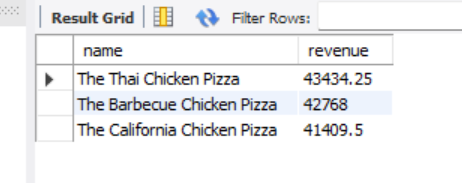 Result Grid Filter Rows:
name revenue
The Thai Chicken Pizza 43434.25
The Barbecue Chicken Pizza 42768
The California Chicken Pizza 41409.5